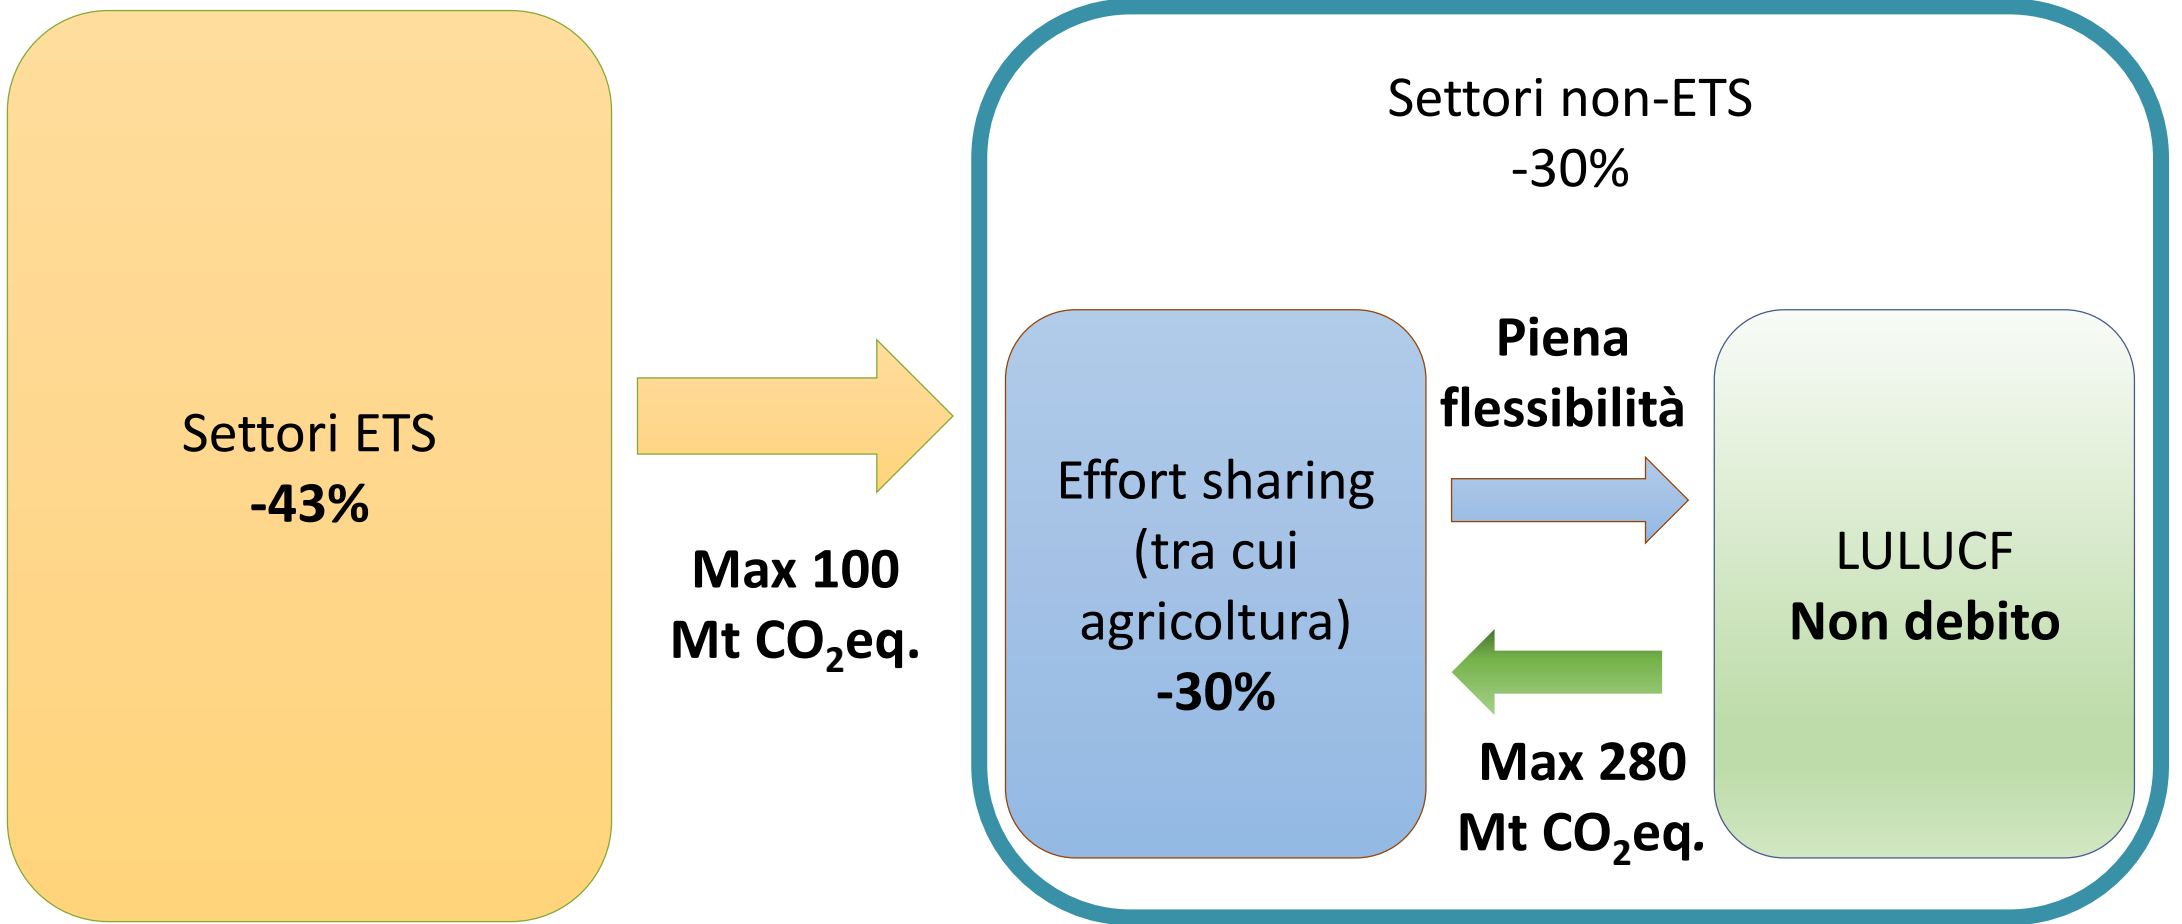 Settori ETS
-43%
Max 100
Mt CO₂eq.
Settori non-ETS
-30%
Effort sharing
(tra cui
agricoltura)
-30%
Piena
flessibilità
Max 280
Mt CO₂eq.
LULUCF
Non debito